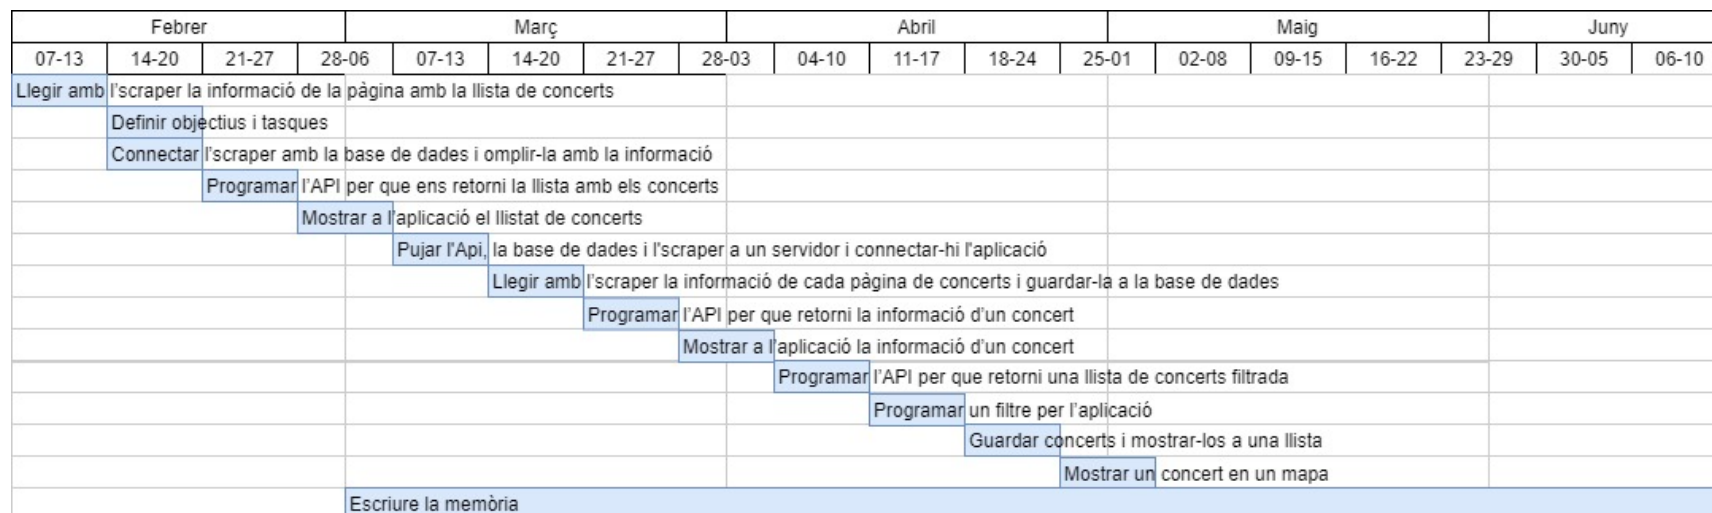 Febrer Març Abril Maig Juny
07-13 14-20 21-27 28-06 07-13 14-20 21-27 28-03 04-10 11-17 18-24 25-01 02-08 09-15 16-22 23-29 30-05 06-10
Llegir amb l'scraper la informació de la pàgina amb la llista de concerts
Definir objectius i tasques
Connectar l'scraper amb la base de dades i omplir-la amb la informació
Programar l'API per que ens retorni la llista amb els concerts
Mostrar a l'aplicació el llistat de concerts
Pujar l'Api, la base de dades i l'scraper a un servidor i connectar-hi l'aplicació
Llegir amb l'scraper la informació de cada pàgina de concerts i guardar-la a la base de dades
Programar l'API per que retorni la informació d'un concert
Mostrar a l'aplicació la informació d'un concert
Programar l'API per que retorni una llista de concerts filtrada
Programar un filtre per l'aplicació
Guardar concerts i mostrar-los a una llista
Mostrar un concert en un mapa
Escriure la memòria